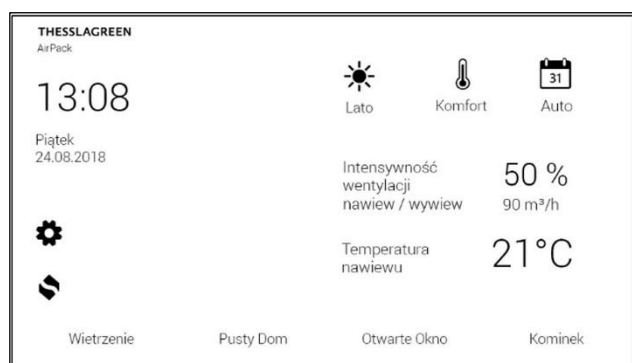 THESSLAGREEN
AirPack
13:08
Piątek
24.08.2018
Lato
Komfort
31
Auto
Intensywność
wentylacji
nawiew / wywiew
50 %
90 m³/h
Temperatura
nawiewu
21°C
Wietrzenie
Pusty Dom
Otwarte Okno
Kominek